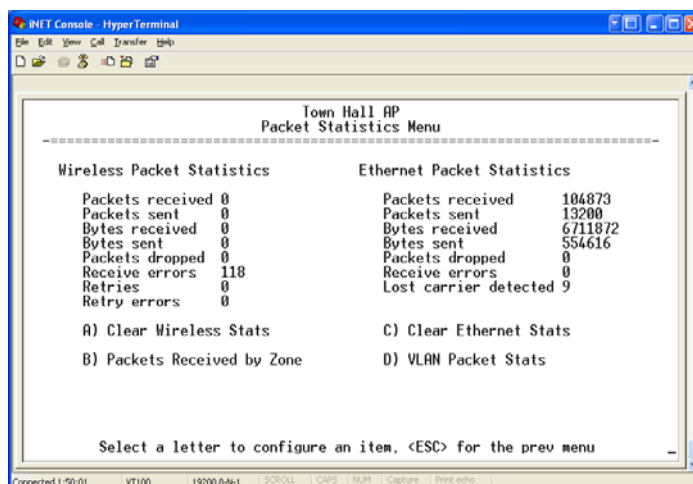 iNET Console - HyperTerminal
File Edit View Call Transfer Help
Town Hall AP
Packet Statistics Menu
-==============================================================================-
Wireless Packet Statistics Ethernet Packet Statistics
Packets received 0 Packets received 104873
Packets sent 0 Packets sent 13200
Bytes received 0 Bytes received 6711872
Bytes sent 0 Bytes sent 554616
Packets dropped 0 Packets dropped 0
Receive errors 118 Receive errors 0
Retries 0 Lost carrier detected 9
Retry errors 0
A) Clear Wireless Stats C) Clear Ethernet Stats
B) Packets Received by Zone D) VLAN Packet Stats
Select a letter to configure an item, <ESC> for the prev menu _
Connected 1:50:01 VT100 19200 8-N-1 SCROLL CAPS NUM Capture Print echo